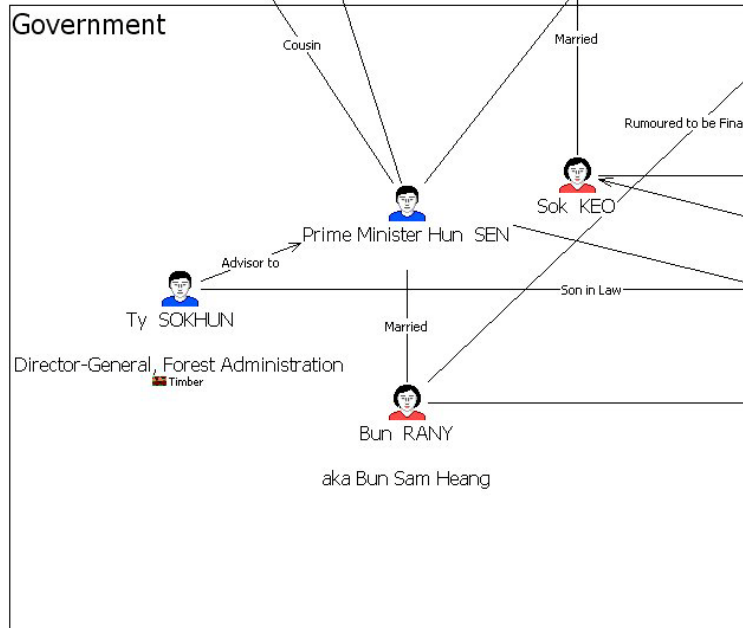 Government
Cousin
Married
Rumoured to be Fina
Sok KEO
Prime Minister Hun SEN
Advisor to
Son in Law
Ty SOKHUN
Married
Director-General, Forest Administration
Timber
Bun RANY
aka Bun Sam Heang